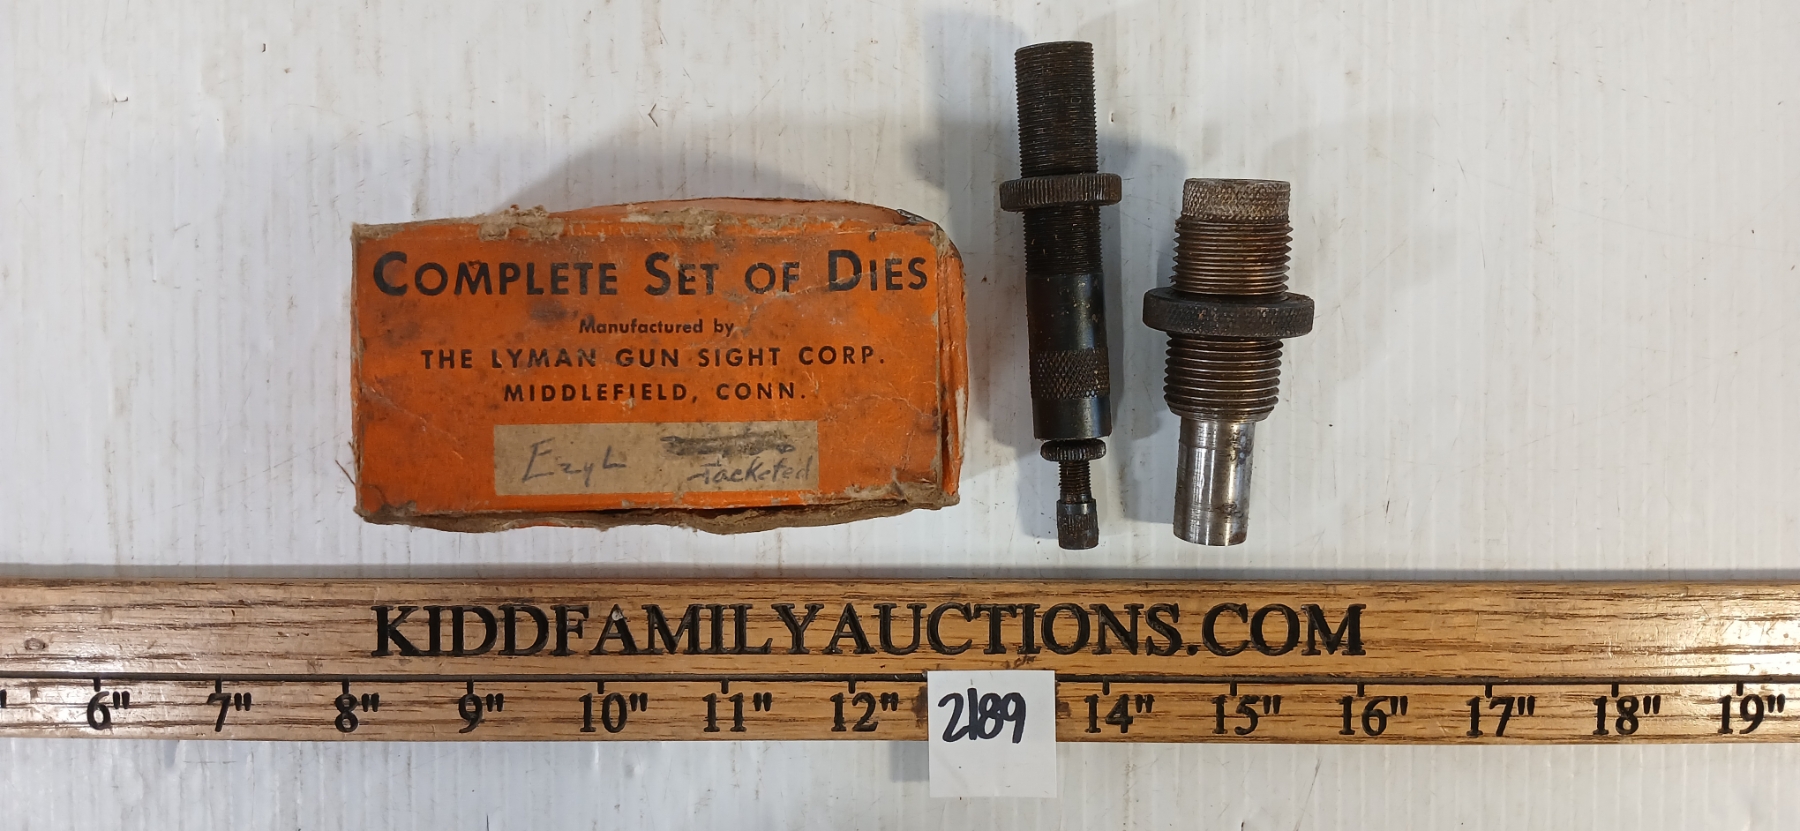 COMPLETE SET OF DIES
Manufactured by
THE LYMAN GUN SIGHT CORP.
MIDDLEFIELD, CONN.
Jacketed
KIDDFAMILYAUCTIONS.COM
6" 7" 8" 9" 10" 11" 12" 14" 15" 16" 17" 18" 19"
2189